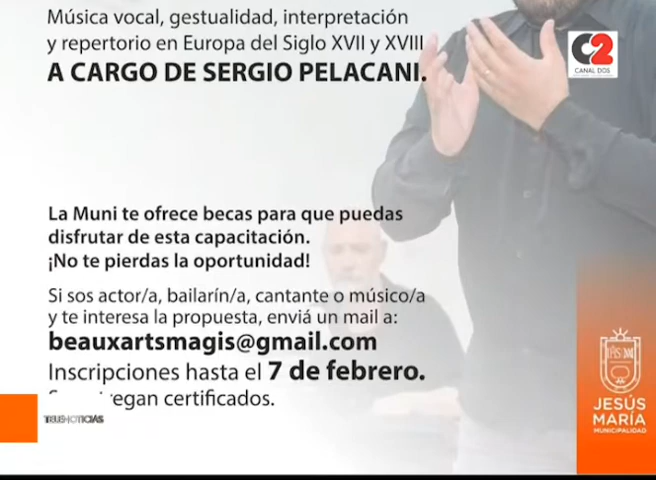 Música vocal, gestualidad, interpretación
y repertorio en Europa del Siglo XVII y XVIII
A CARGO DE SERGIO PELACANI.
C2
CANAL DOS
La Muni te ofrece becas para que puedas
disfrutar de esta capacitación.
¡No te pierdas la oportunidad!
Si sos actor/a, bailarín/a, cantante o músico/a
y te interesa la propuesta, enviá un mail a:
beauxartsmagis@gmail.com
Inscripciones hasta el 7 de febrero.
certificados.
JESÚS
MARÍA
MUNICIPALIDAD